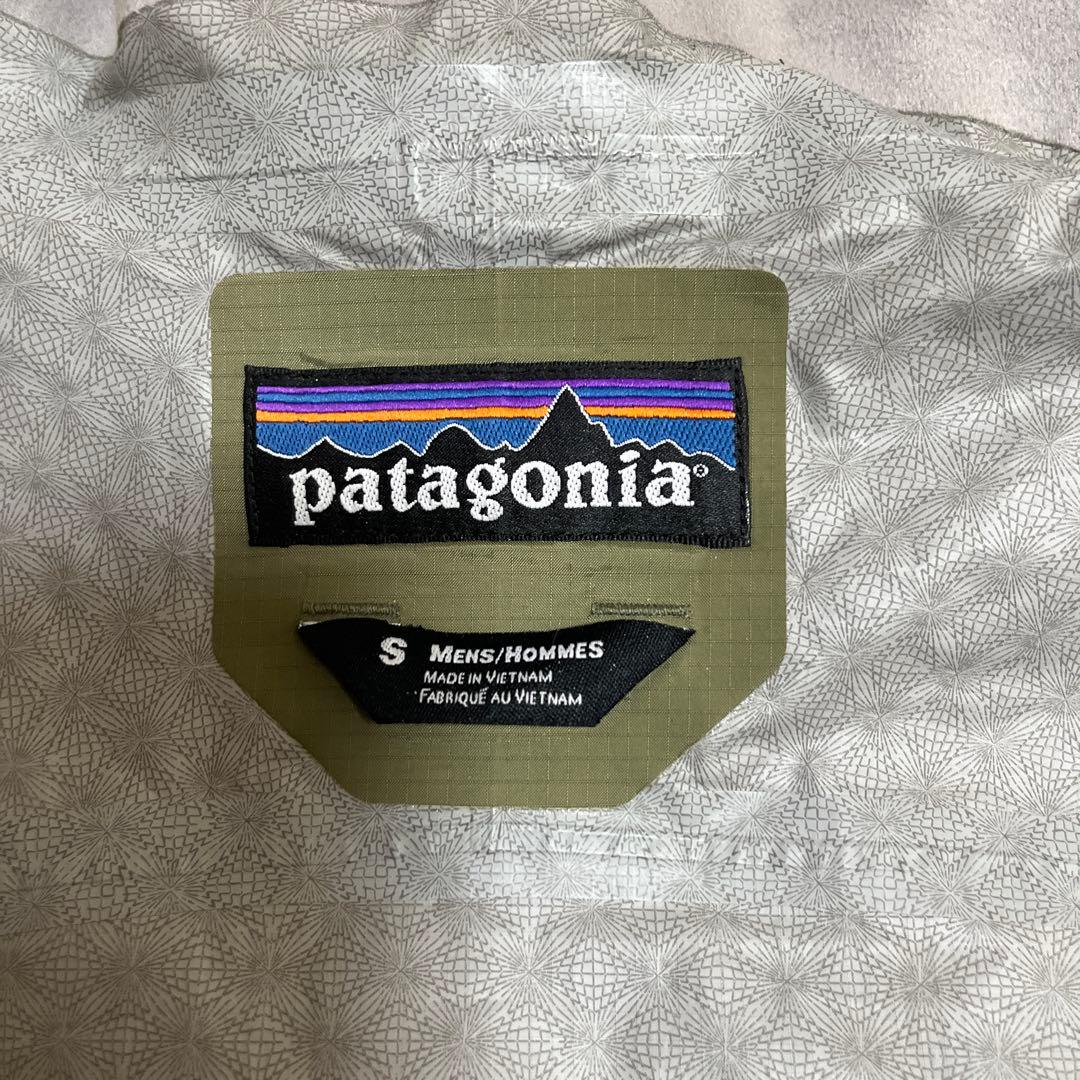 patagonia®
S MENS/HOMMES
MADE IN VIETNAM
FABRIQUÉ AU VIETNAM